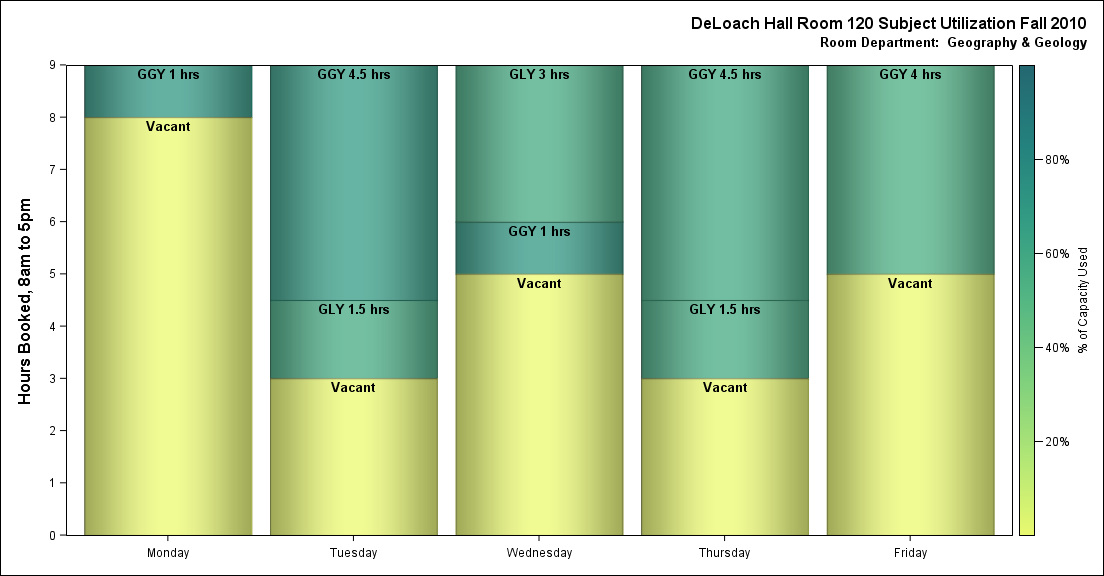 DeLoach Hall Room 120 Subject Utilization Fall 2010
Room Department: Geography & Geology
Hours Booked, 8am to 5pm
9
8
7
6
5
4
3
2
1
0
GGY 1 hrs
Vacant
GGY 4.5 hrs
GLY 1.5 hrs
Vacant
GLY 3 hrs
GGY 1 hrs
Vacant
GGY 4.5 hrs
GLY 1.5 hrs
Vacant
GGY 4 hrs
Vacant
Monday
Tuesday
Wednesday
Thursday
Friday
80%
60%
40%
20%
% of Capacity Used